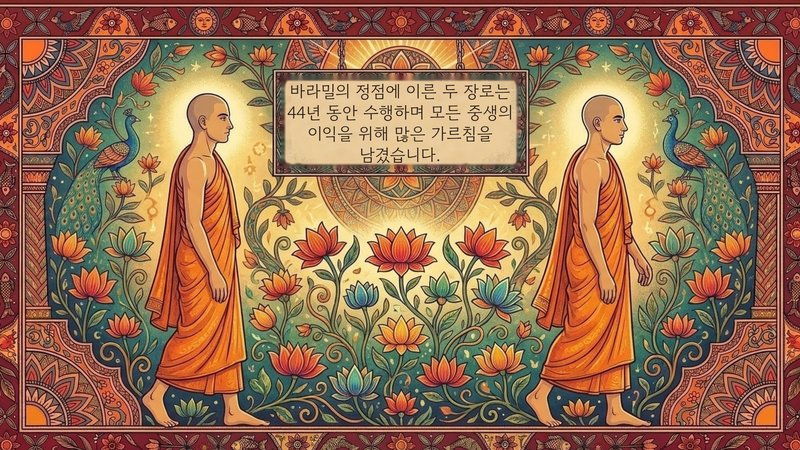 바라밀의 정점에 이른 두 장로는
44년 동안 수행하며 모든 중생의
이익을 위해 많은 가르침을
남겼습니다.